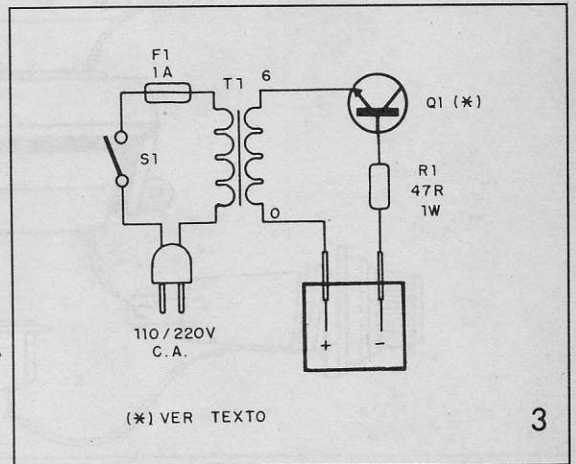 F1
1A
T1
6
Q1 (*)
S1
R1
47R
1W
0
110/220V
C.A.
+
-
(*) VER TEXTO
3